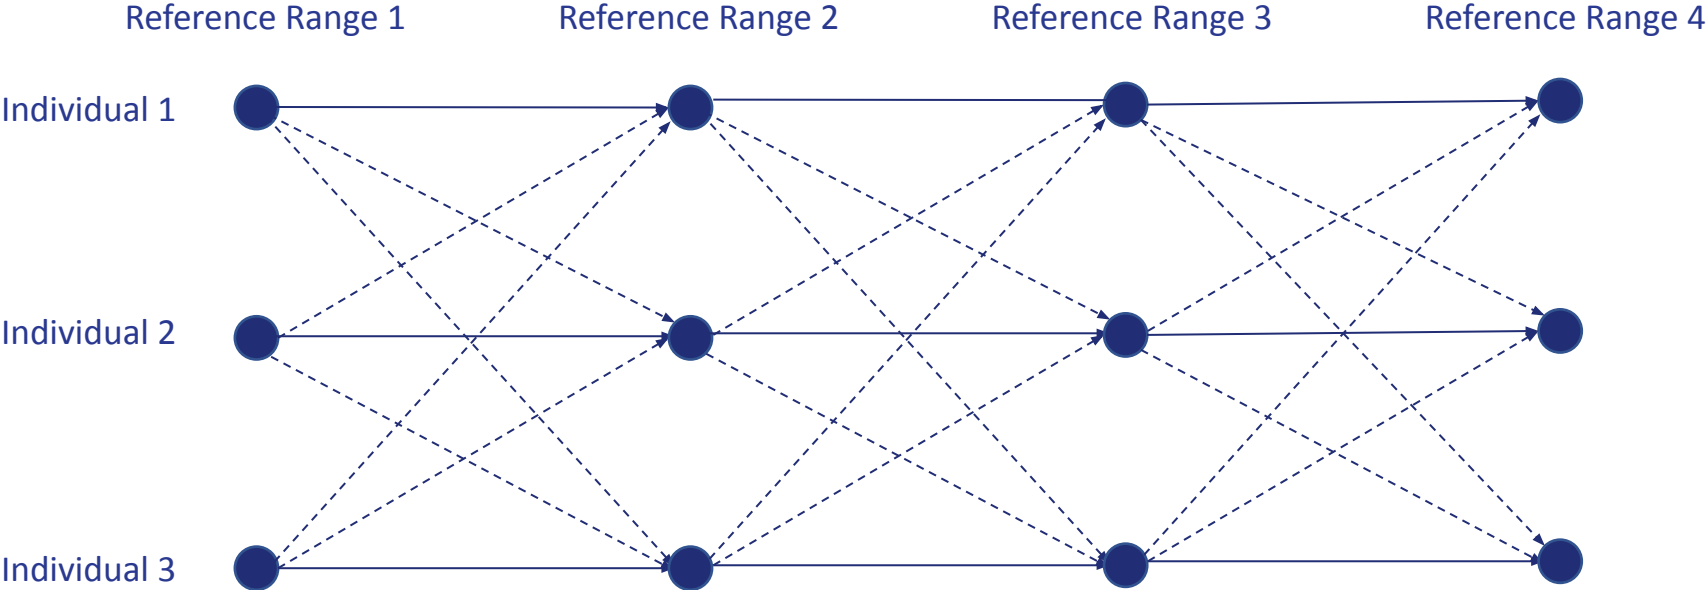 Reference Range 1 Reference Range 2 Reference Range 3 Reference Range 4
Individual 1
Individual 2
Individual 3